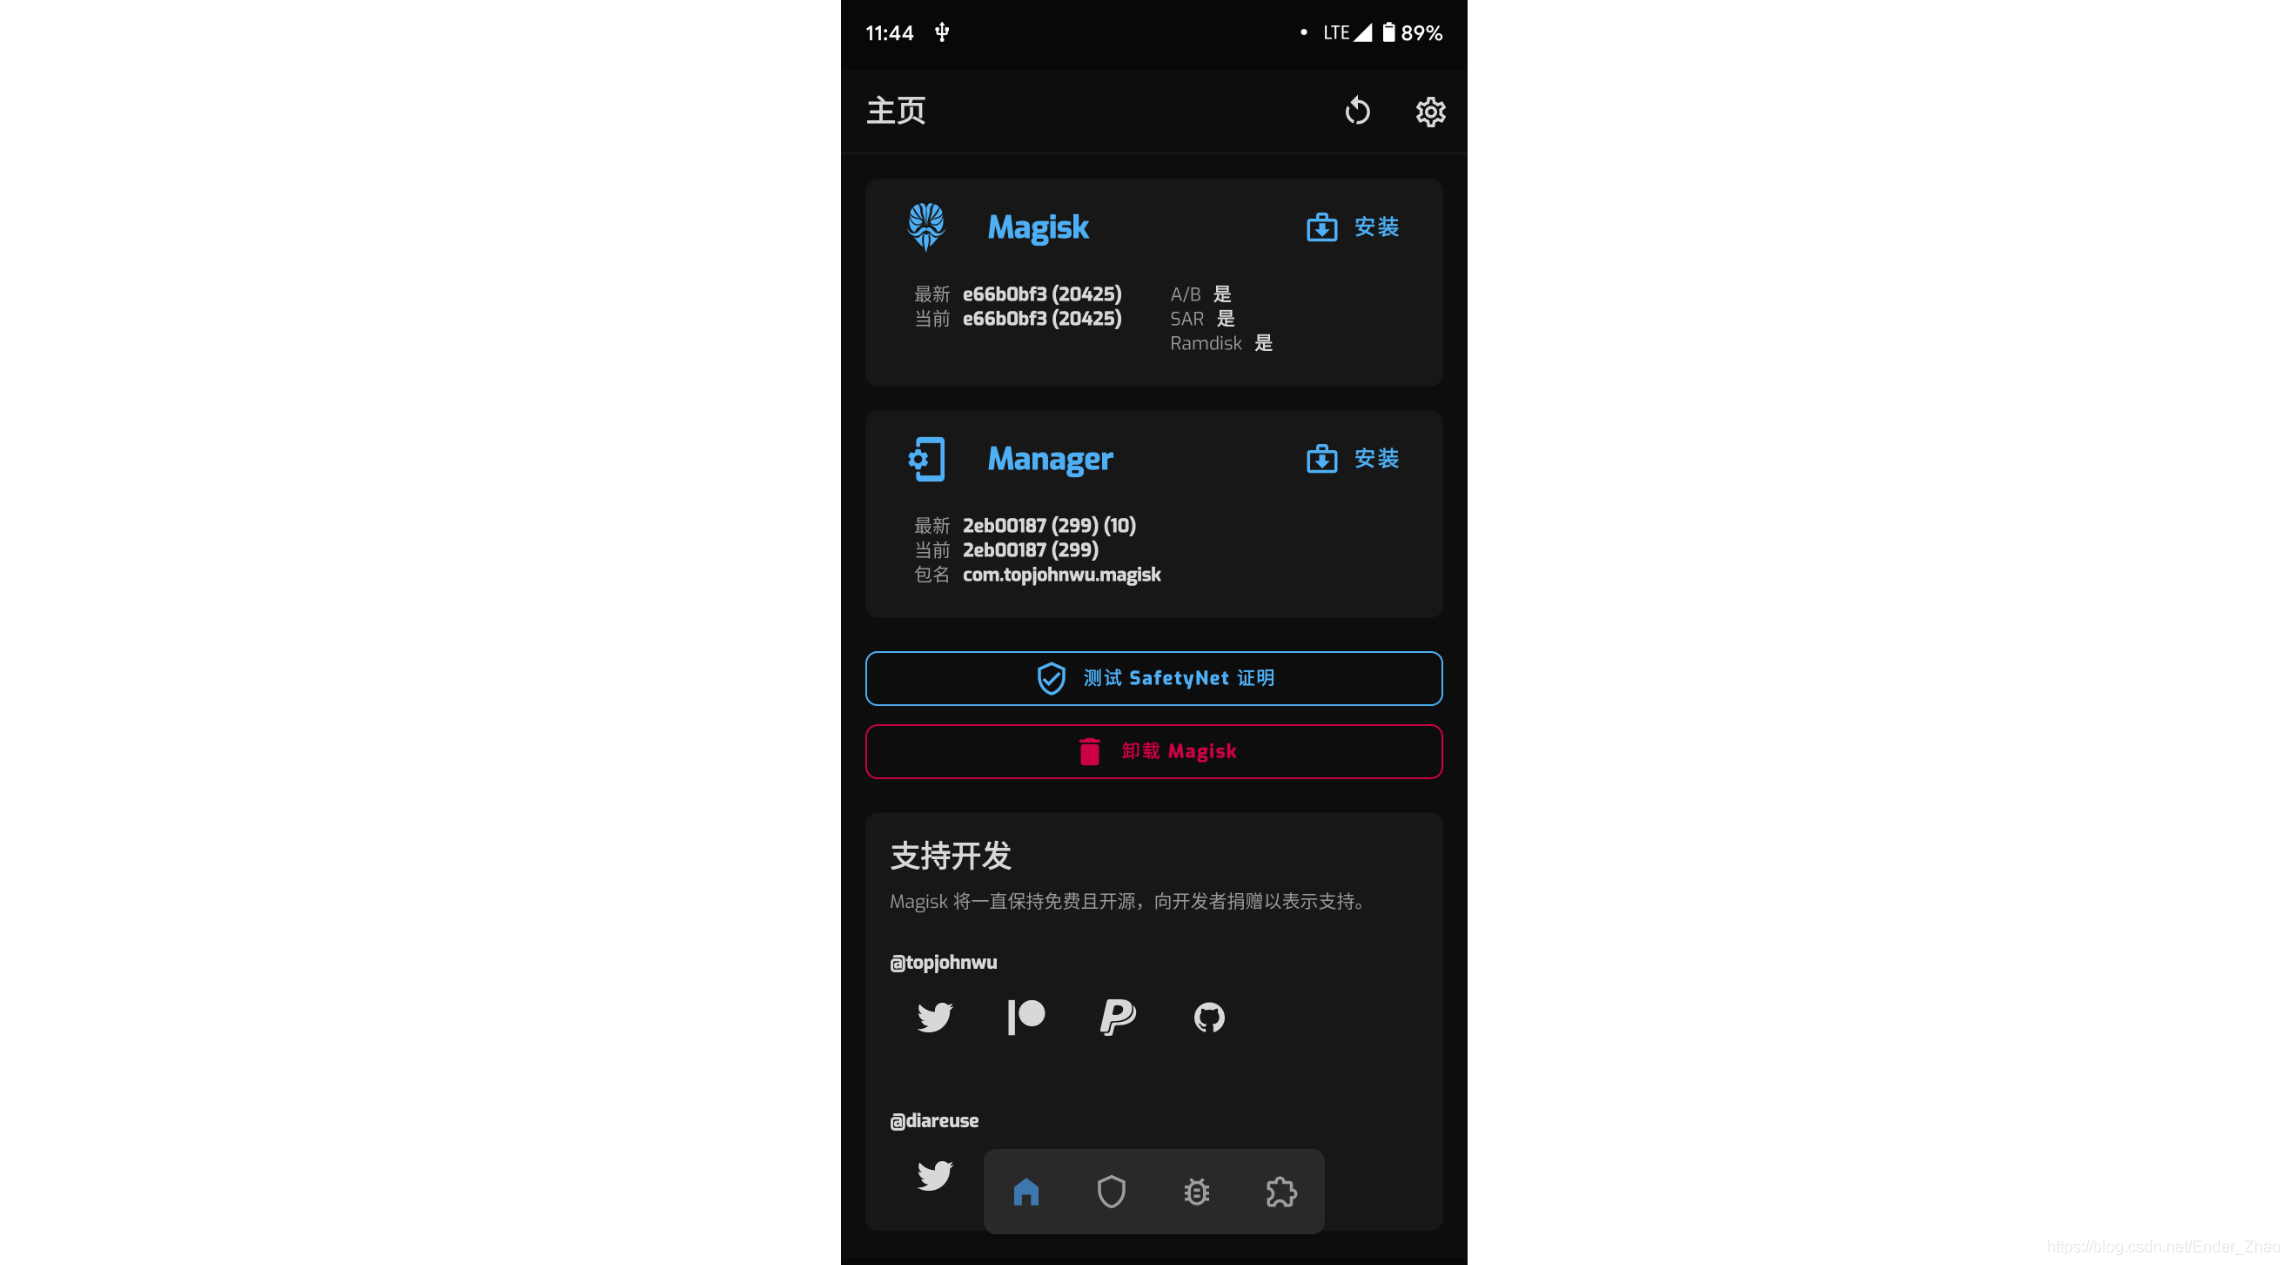 11:44
LTE 89%
主页
Magisk
安装
最新 e66b0bf3 (20425)
当前 e66b0bf3 (20425)
A/B 是
SAR 是
Ramdisk 是
Manager
安装
最新 2eb00187 (299) (10)
当前 2eb00187 (299)
包名 com.topjohnwu.magisk
测试 SafetyNet 证明
卸载 Magisk
支持开发
Magisk 将一直保持免费且开源，向开发者捐赠以表示支持。
@topjohnwu
@diareuse
https://blog.csdn.net/Ender_Zhao